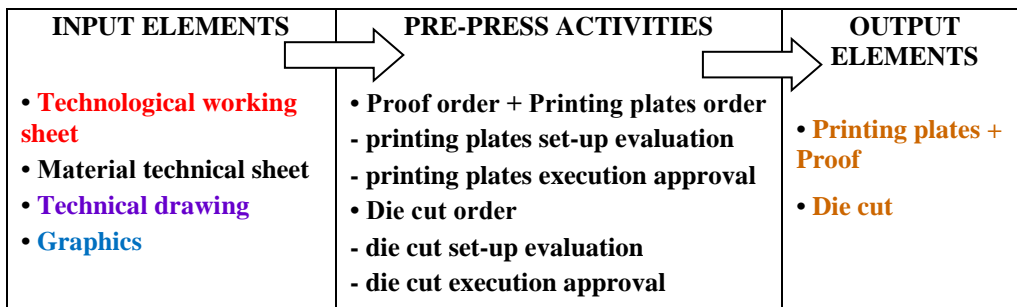 INPUT ELEMENTS
• Technological working
sheet
• Material technical sheet
• Technical drawing
• Graphics
PRE-PRESS ACTIVITIES
• Proof order + Printing plates order
- printing plates set-up evaluation
- printing plates execution approval
• Die cut order
- die cut set-up evaluation
- die cut execution approval
OUTPUT
ELEMENTS
• Printing plates +
Proof
• Die cut